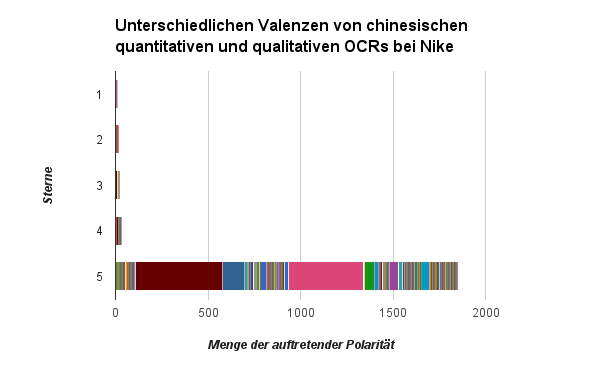 Unterschiedlichen Valenzen von chinesischen
quantitativen und qualitativen OCRs bei Nike
Sterne
1
2
3
4
5
0 500 1000 1500 2000
Menge der auftretender Polarität